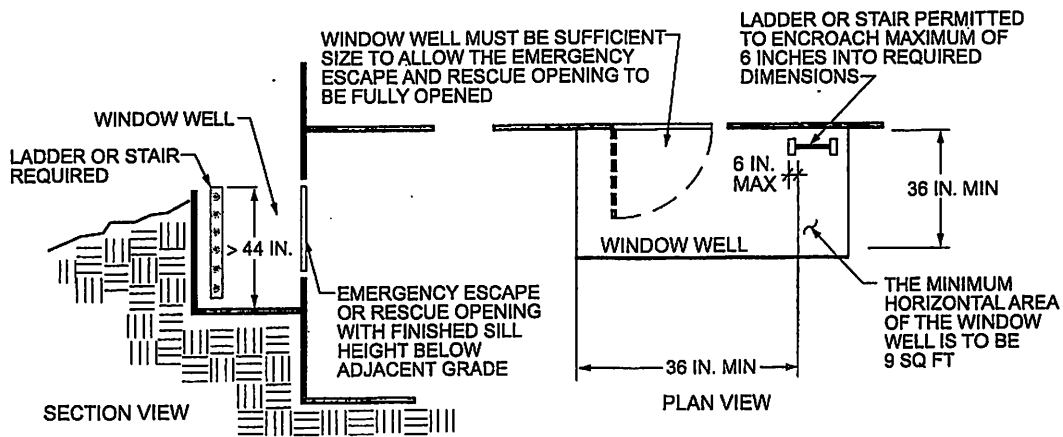 WINDOW WELL MUST BE SUFFICIENT
SIZE TO ALLOW THE EMERGENCY
ESCAPE AND RESCUE OPENING TO
BE FULLY OPENED
LADDER OR STAIR PERMITTED
TO ENCROACH MAXIMUM OF
6 INCHES INTO REQUIRED
DIMENSIONS
WINDOW WELL
LADDER OR STAIR
REQUIRED
> 44 IN.
6 IN.
MAX
36 IN. MIN
WINDOW WELL
EMERGENCY ESCAPE
OR RESCUE OPENING
WITH FINISHED SILL
HEIGHT BELOW
ADJACENT GRADE
THE MINIMUM
HORIZONTAL AREA
OF THE WINDOW
WELL IS TO BE
9 SQ FT
36 IN. MIN
SECTION VIEW
PLAN VIEW